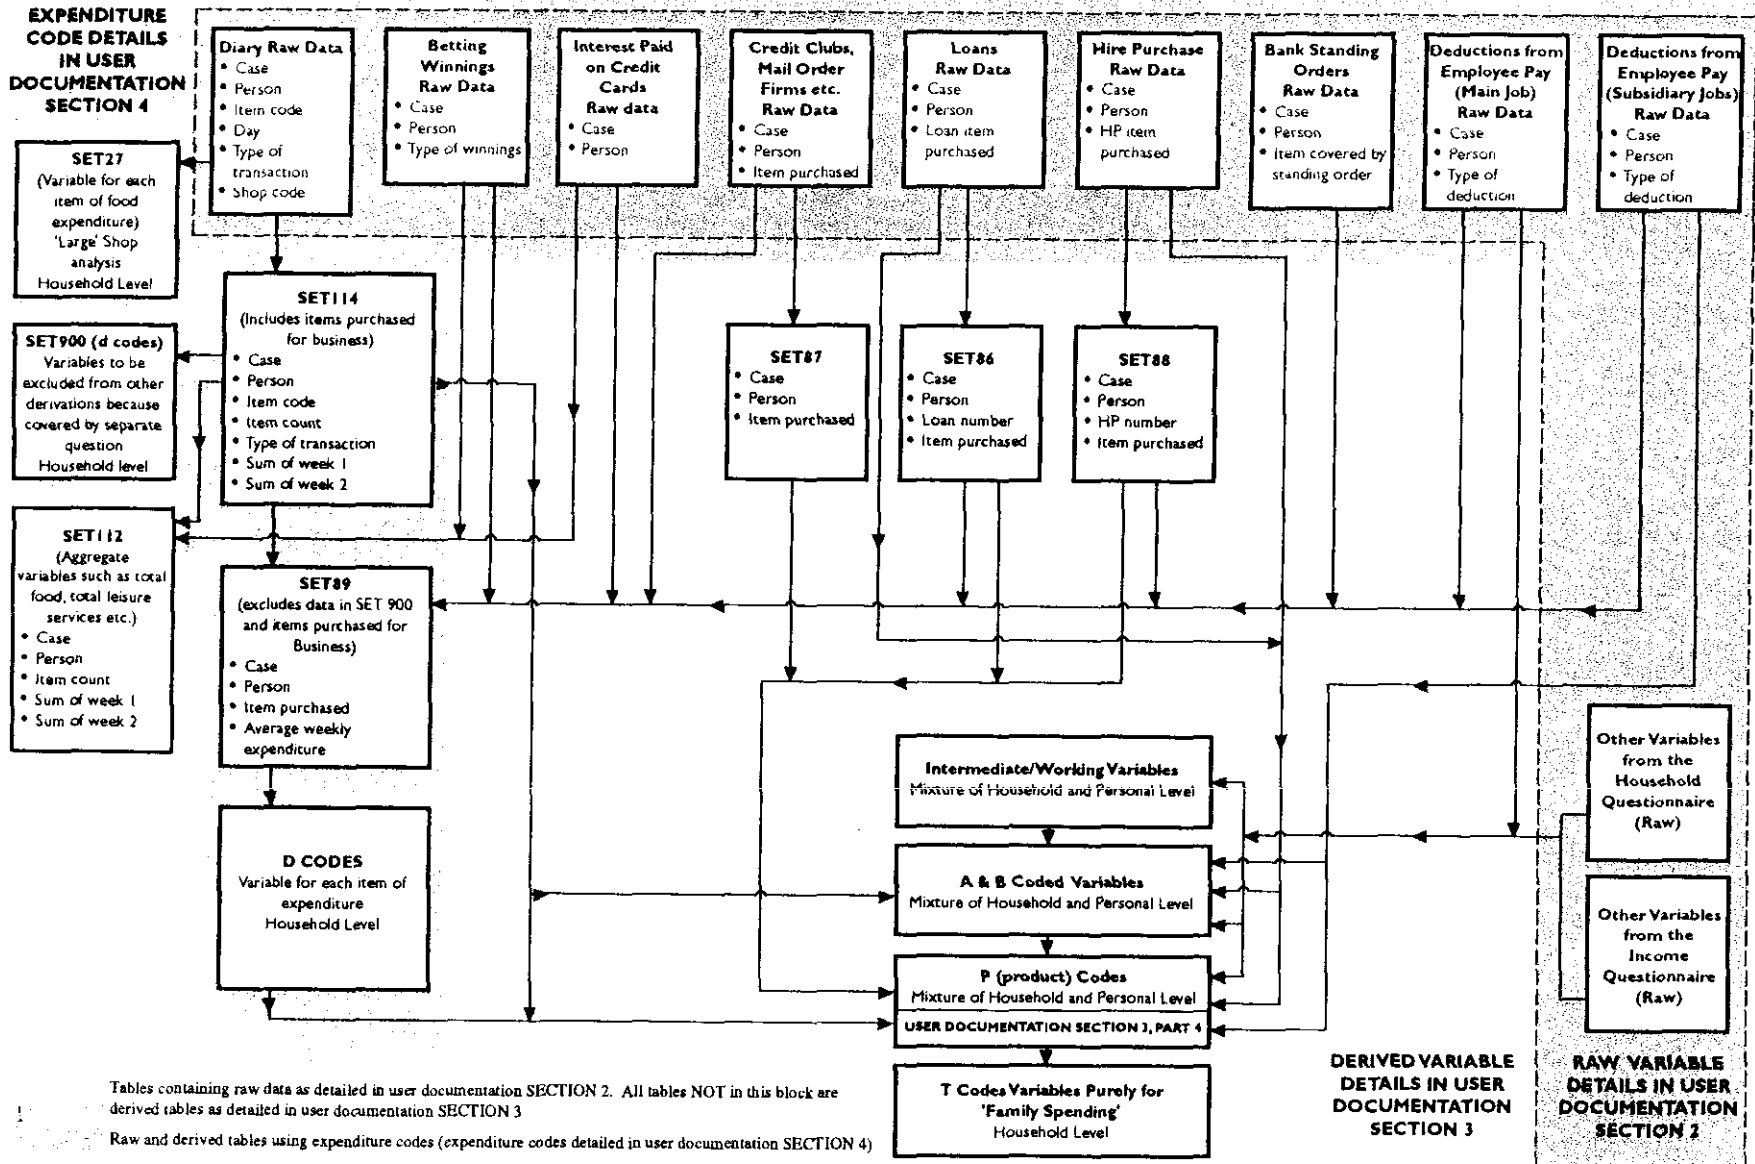 EXPENDITURE
CODE DETAILS
IN USER
DOCUMENTATION
SECTION 4
Diary Raw Data
• Case
• Person
• Item code
• Day
• Type of
transaction
• Shop code
Betting
Winnings
Raw Data
• Case
• Person
• Type of winnings
Interest Paid
on Credit
Cards
Raw data
• Case
• Person
Credit Clubs,
Mail Order
Firms etc.
Raw Data
• Case
• Person
• Item purchased
Loans
Raw Data
• Case
• Person
• Loan item
purchased
Hire Purchase
Raw Data
• Case
• Person
• HP item
purchased
Bank Standing
Orders
Raw Data
• Case
• Person
• Item covered by
standing order
Deductions from
Employee Pay
(Main Job)
Raw Data
• Case
• Person
• Type of
deduction
Deductions from
Employee Pay
(Subsidiary Jobs)
Raw Data
• Case
• Person
• Type of
deduction
SET27
(Variable for each
item of food
expenditure)
'Large' Shop
analysis
Household Level
SET114
(Includes items purchased
for business)
• Case
• Person
• Item code
• Item count
• Type of transaction
• Sum of week 1
• Sum of week 2
SET900 (d codes)
Variables to be
excluded from other
derivations because
covered by separate
question
Household level
SET87
• Case
• Person
• Item purchased
SET86
• Case
• Person
• Loan number
• Item purchased
SET88
• Case
• Person
• HP number
• Item purchased
SET112
(Aggregate
variables such as total
food, total leisure
services etc.)
• Case
• Person
• Item count
• Sum of week 1
• Sum of week 2
SET89
(excludes data in SET 900
and items purchased for
Business)
• Case
• Person
• Item purchased
• Average weekly
expenditure
D CODES
Variable for each item of
expenditure
Household Level
Intermediate/Working Variables
Mixture of Household and Personal Level
A & B Coded Variables
Mixture of Household and Personal Level
P (product) Codes
Mixture of Household and Personal Level
USER DOCUMENTATION SECTION 3, PART 4
T Codes Variables Purely for
'Family Spending'
Household Level
Other Variables
from the
Household
Questionnaire
(Raw)
Other Variables
from the
Income
Questionnaire
(Raw)
DERIVED VARIABLE
DETAILS IN USER
DOCUMENTATION
SECTION 3
RAW VARIABLE
DETAILS IN USER
DOCUMENTATION
SECTION 2
Tables containing raw data as detailed in user documentation SECTION 2. All tables NOT in this block are
derived tables as detailed in user documentation SECTION 3
Raw and derived tables using expenditure codes (expenditure codes detailed in user documentation SECTION 4)